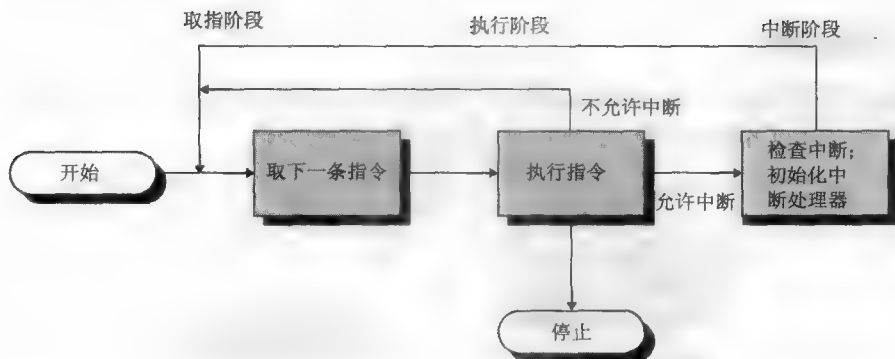 取指阶段
执行阶段
中断阶段
不允许中断
开始
取下一条指令
执行指令
允许中断
检查中断;
初始化中
断处理器
停止